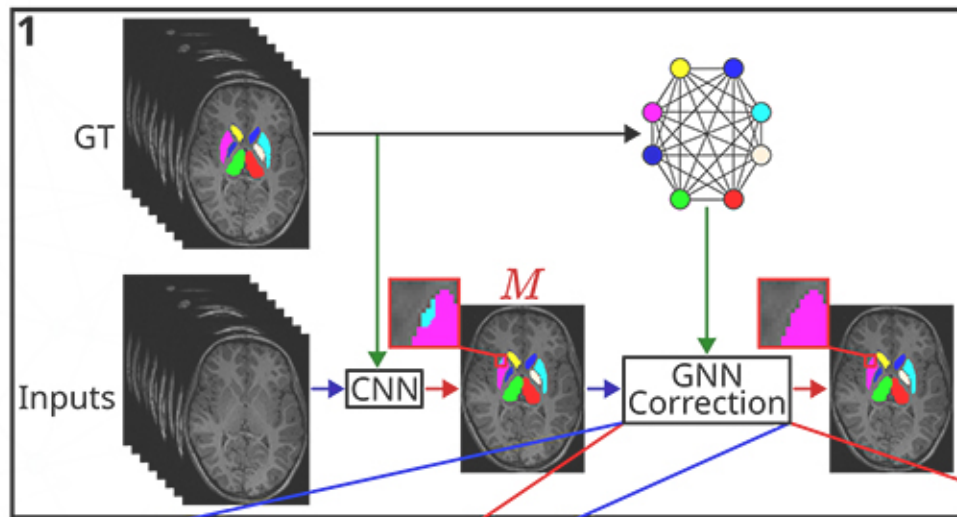 1
GT
M
Inputs
CNN
GNN
Correction